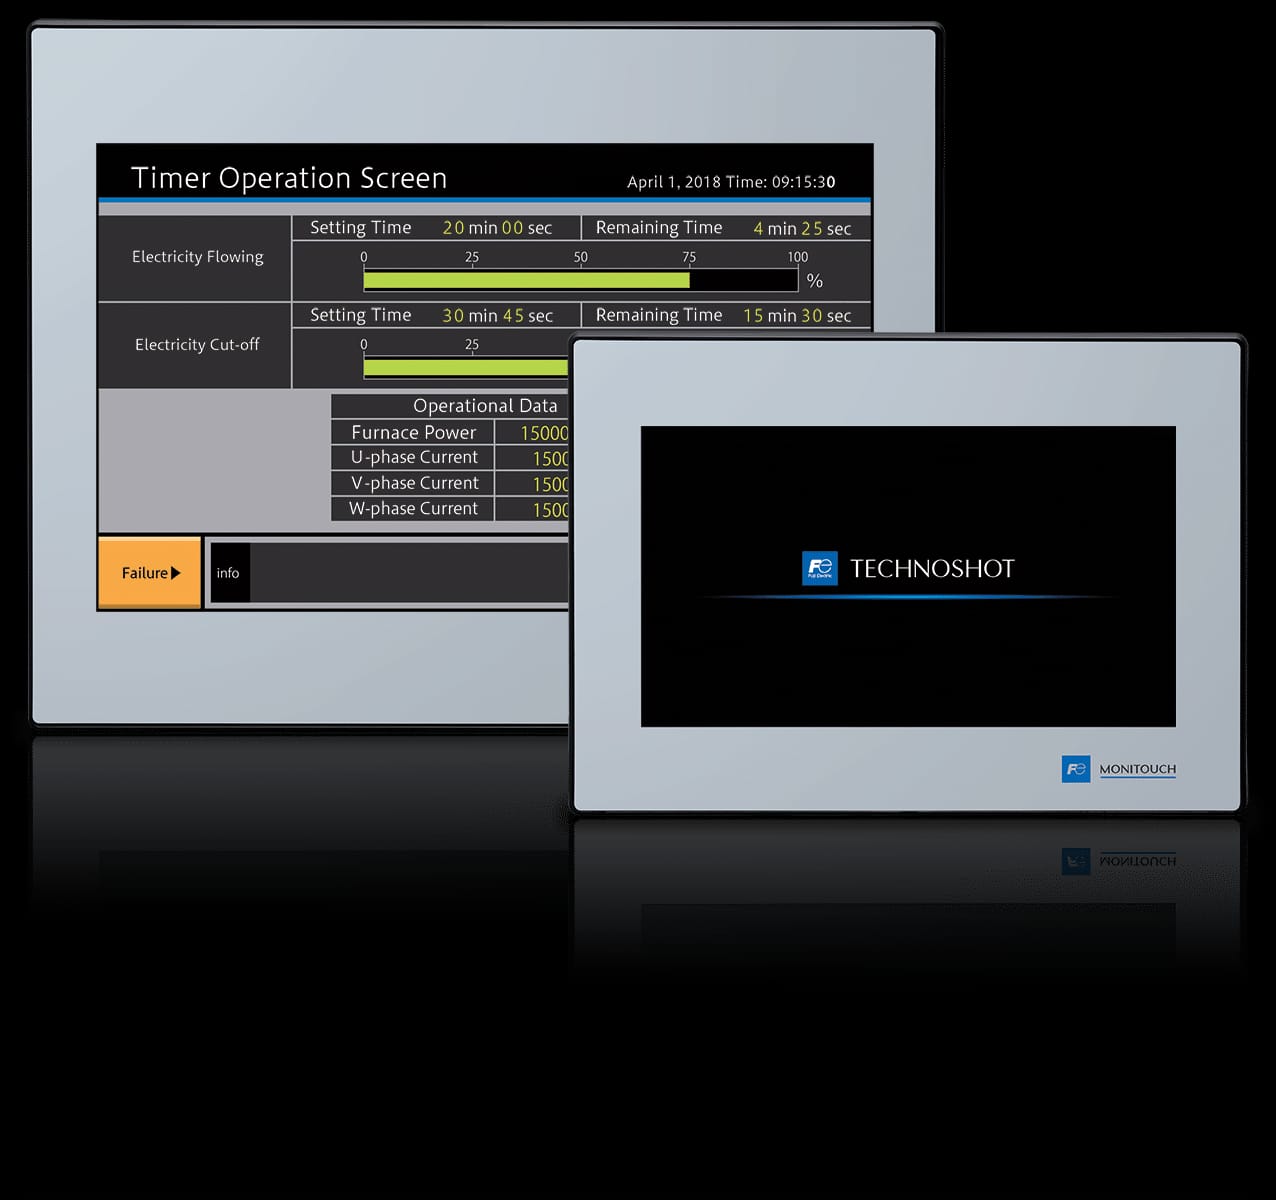 Timer Operation Screen
April 1, 2018 Time: 09:15:30
Electricity Flowing
Setting Time 20 min 00 sec
Remaining Time 4 min 25 sec
0 25 50 75 100
%
Electricity Cut-off
Setting Time 30 min 45 sec
Remaining Time 15 min 30 sec
0 25
Operational Data
Furnace Power 15000
U-phase Current 1500
V-phase Current 1500
W-phase Current 1500
Failure▶
info
Fe
Fuji Electric
TECHNOSHOT
Fe MONITOUCH
MONITOUCH